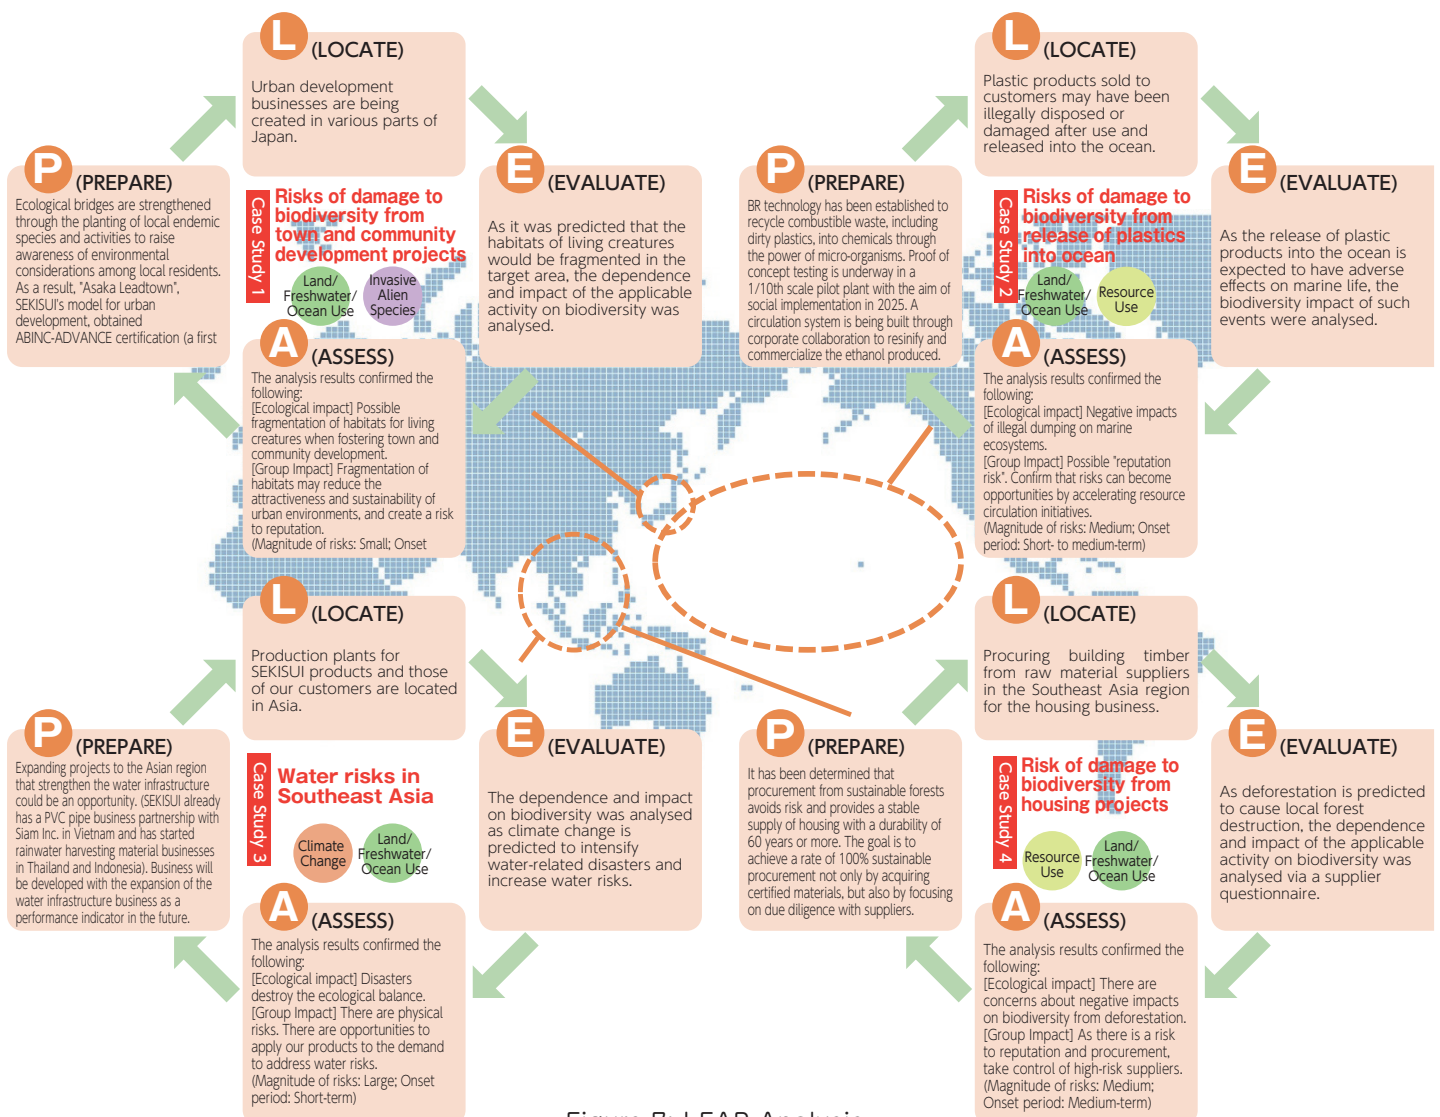 L
(LOCATE)
Urban development
businesses are being
created in various parts of
Japan.
E
(EVALUATE)
As it was predicted that the
habitats of living creatures
would be fragmented in the
target area, the dependence
and impact of the applicable
activity on biodiversity was
analysed.
A
(ASSESS)
The analysis results confirmed the
following:
[Ecological impact] Possible
fragmentation of habitats for living
creatures when fostering town and
community development.
[Group Impact] Fragmentation of
habitats may reduce the
attractiveness and sustainability of
urban environments, and create a risk
to reputation.
(Magnitude of risks: Small; Onset
P
(PREPARE)
Ecological bridges are strengthened
through the planting of local endemic
species and activities to raise
awareness of environmental
considerations among local residents.
As a result, "Asaka Leadtown",
SEKISUI's model for urban
development, obtained
ABINC-ADVANCE certification (a first
Case Study 1
Risks of damage to
biodiversity from
town and community
development projects
Land/
Freshwater/
Ocean Use
Invasive
Alien
Species
L
(LOCATE)
Plastic products sold to
customers may have been
illegally disposed or
damaged after use and
released into the ocean.
E
(EVALUATE)
As the release of plastic
products into the ocean is
expected to have adverse
effects on marine life, the
biodiversity impact of such
events were analysed.
A
(ASSESS)
The analysis results confirmed the
following:
[Ecological impact] Negative impacts
of illegal dumping on marine
ecosystems.
[Group Impact] Possible "reputation
risk". Confirm that risks can become
opportunities by accelerating resource
circulation initiatives.
(Magnitude of risks: Medium; Onset
period: Short- to medium-term)
P
(PREPARE)
BR technology has been established to
recycle combustible waste, including
dirty plastics, into chemicals through
the power of micro-organisms. Proof of
concept testing is underway in a
1/10th scale pilot plant with the aim of
social implementation in 2025. A
circulation system is being built through
corporate collaboration to resinify and
commercialize the ethanol produced.
Case Study 2
Risks of damage to
biodiversity from
release of plastics
into ocean
Land/
Freshwater/
Ocean Use
Resource
Use
L
(LOCATE)
Production plants for
SEKISUI products and those
of our customers are located
in Asia.
E
(EVALUATE)
The dependence and impact
on biodiversity was analysed
as climate change is
predicted to intensify
water-related disasters and
increase water risks.
A
(ASSESS)
The analysis results confirmed the
following:
[Ecological impact] Disasters
destroy the ecological balance.
[Group Impact] There are physical
risks. There are opportunities to
apply our products to the demand
to address water risks.
(Magnitude of risks: Large; Onset
period: Short-term)
P
(PREPARE)
Expanding projects to the Asian region
that strengthen the water infrastructure
could be an opportunity. (SEKISUI already
has a PVC pipe business partnership with
Siam Inc. in Vietnam and has started
rainwater harvesting material businesses
in Thailand and Indonesia). Business will
be developed with the expansion of the
water infrastructure business as a
performance indicator in the future.
Case Study 3
Water risks in
Southeast Asia
Climate
Change
Land/
Freshwater/
Ocean Use
L
(LOCATE)
Procuring building timber
from raw material suppliers
in the Southeast Asia region
for the housing business.
E
(EVALUATE)
As deforestation is predicted
to cause local forest
destruction, the dependence
and impact of the applicable
activity on biodiversity was
analysed via a supplier
questionnaire.
A
(ASSESS)
The analysis results confirmed the
following:
[Ecological impact] There are
concerns about negative impacts
on biodiversity from deforestation.
[Group Impact] As there is a risk
to reputation and procurement,
take control of high-risk suppliers.
(Magnitude of risks: Medium;
Onset period: Medium-term)
P
(PREPARE)
It has been determined that
procurement from sustainable forests
avoids risk and provides a stable
supply of housing with a durability of
60 years or more. The goal is to
achieve a rate of 100% sustainable
procurement not only by acquiring
certified materials, but also by focusing
on due diligence with suppliers.
Case Study 4
Risk of damage to
biodiversity from
housing projects
Resource
Use
Land/
Freshwater/
Ocean Use